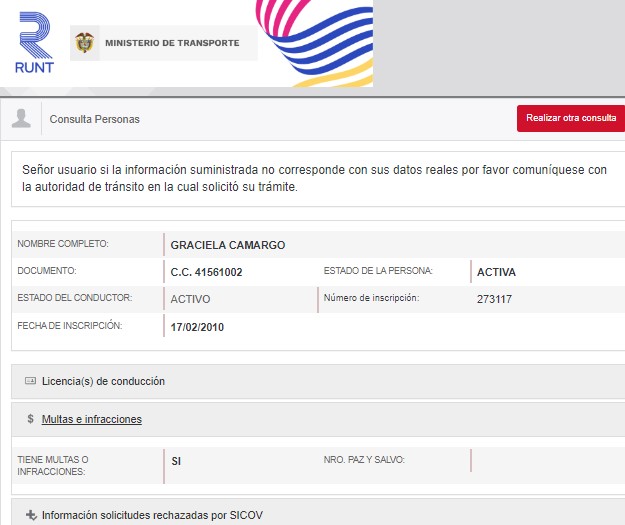 RUNT
MINISTERIO DE TRANSPORTE
Consulta Personas
Realizar otra consulta
Señor usuario si la información suministrada no corresponde con sus datos reales por favor comuníquese con
la autoridad de tránsito en la cual solicitó su trámite.
NOMBRE COMPLETO: GRACIELA CAMARGO
DOCUMENTO: C.C. 41561002 ESTADO DE LA PERSONA: ACTIVA
ESTADO DEL CONDUCTOR: ACTIVO Número de inscripción: 273117
FECHA DE INSCRIPCIÓN: 17/02/2010
Licencia(s) de conducción
$ Multas e infracciones
TIENE MULTAS O
INFRACCIONES: SI NRO. PAZ Y SALVO:
Información solicitudes rechazadas por SICOV